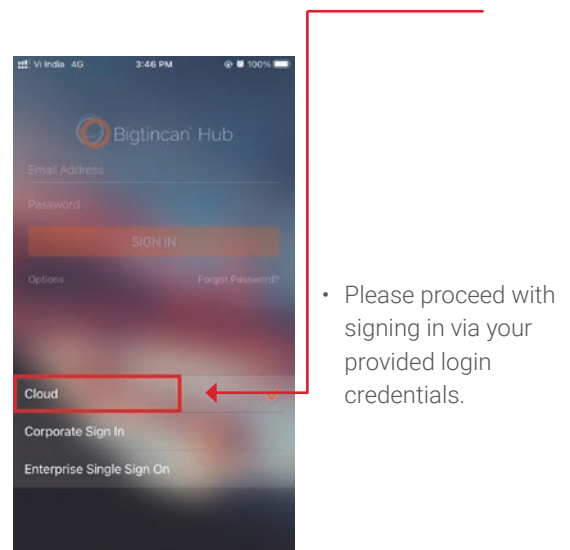 Vi India 4G 3:46 PM 100%
Bigtincan Hub
Email Address
Password
SIGN IN
Options Forgot Password?
Cloud
Corporate Sign In
Enterprise Single Sign On
• Please proceed with
signing in via your
provided login
credentials.